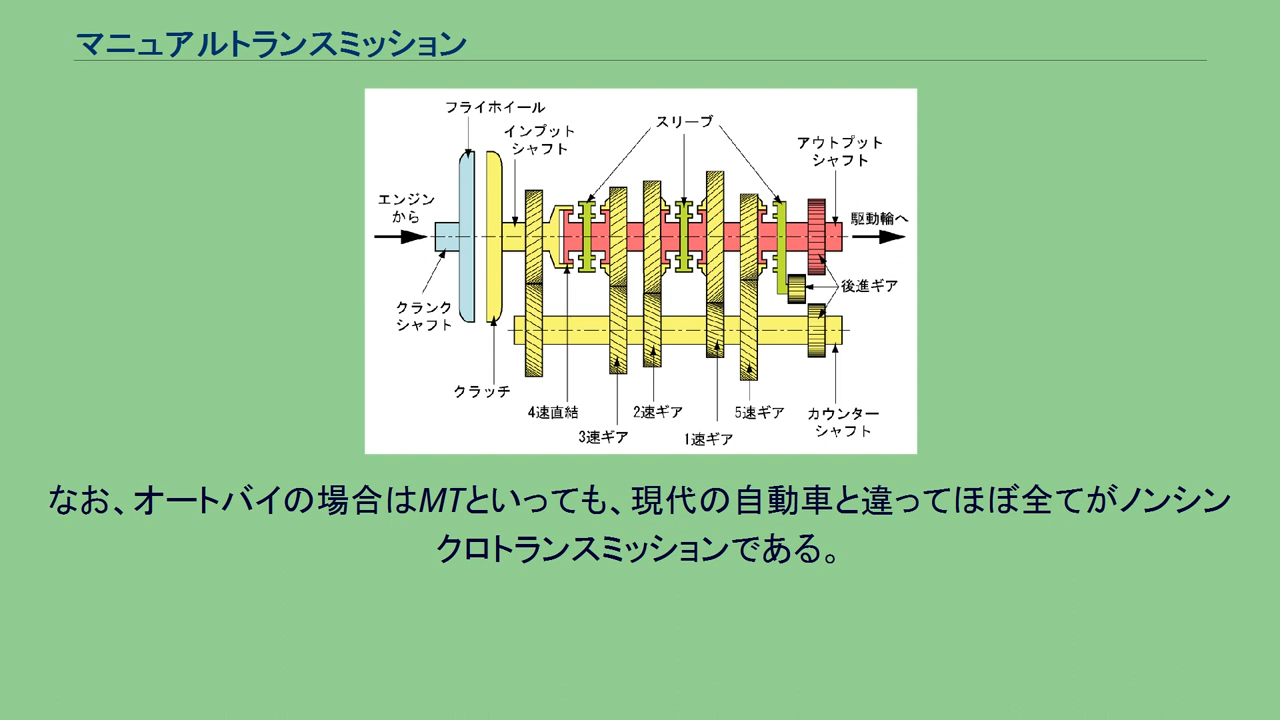 マニュアルトランスミッション
フライホイール
インプット
シャフト
スリーブ
アウトプット
シャフト
エンジン
から
駆動輪へ
クランク
シャフト
後進ギア
クラッチ
4速直結
3速ギア
2速ギア
1速ギア
5速ギア
カウンター
シャフト
なお、オートバイの場合はMTといっても、現代の自動車と違ってほぼ全てがノンシン
クロトランスミッションである。